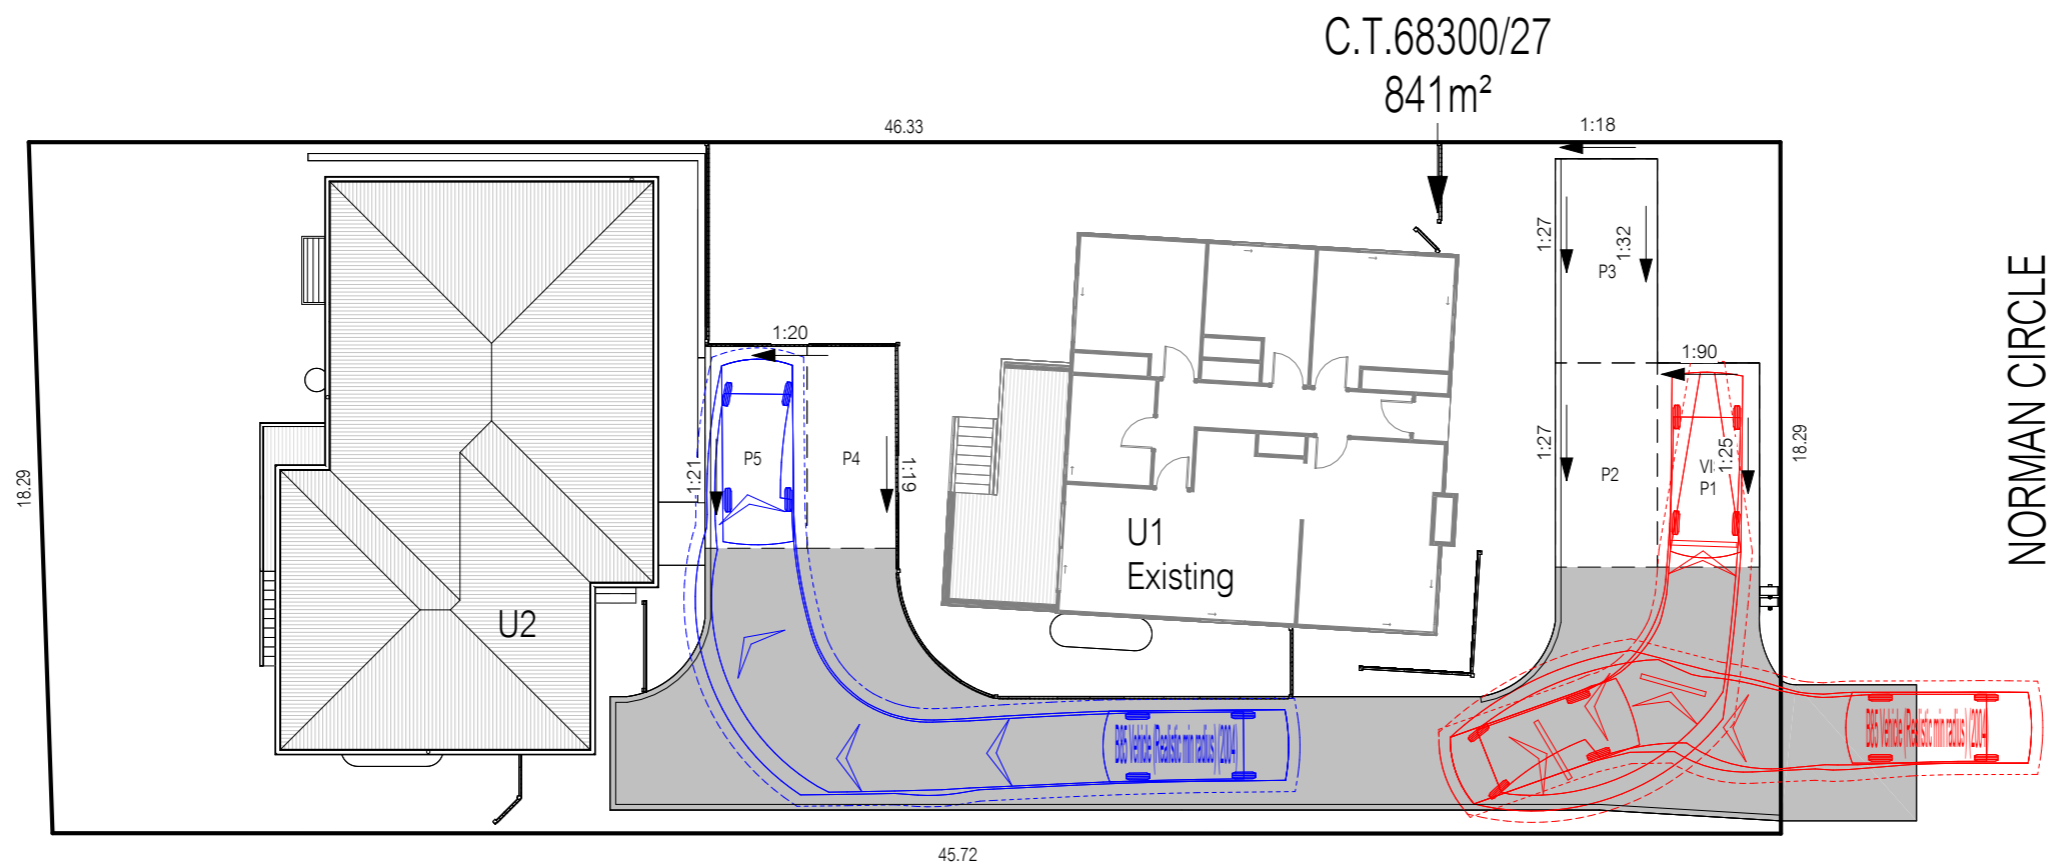 C.T.68300/27
841m²
46.33
1:18
1:27
1:32
P3
NORMAN CIRCLE
1:20
1:90
18.29
18.29
1:21
P5
P4
1:19
1:27
P2
1:25
P1
U1
Existing
U2
B85 Vehicle (Realistic min radius) (2004)
B85 Vehicle (Realistic min radius) (2004)
45.72